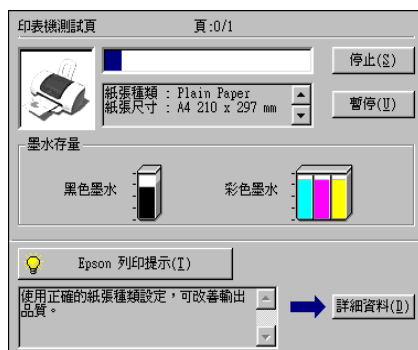 印表機測試頁 頁:0/1
停止(S)
紙張種類 : Plain Paper
紙張尺寸 : A4 210 x 297 mm
暫停(U)
墨水存量
黑色墨水 彩色墨水
Epson 列印提示(T)
使用正確的紙張種類設定，可改善輸出
品質。
詳細資料(D)